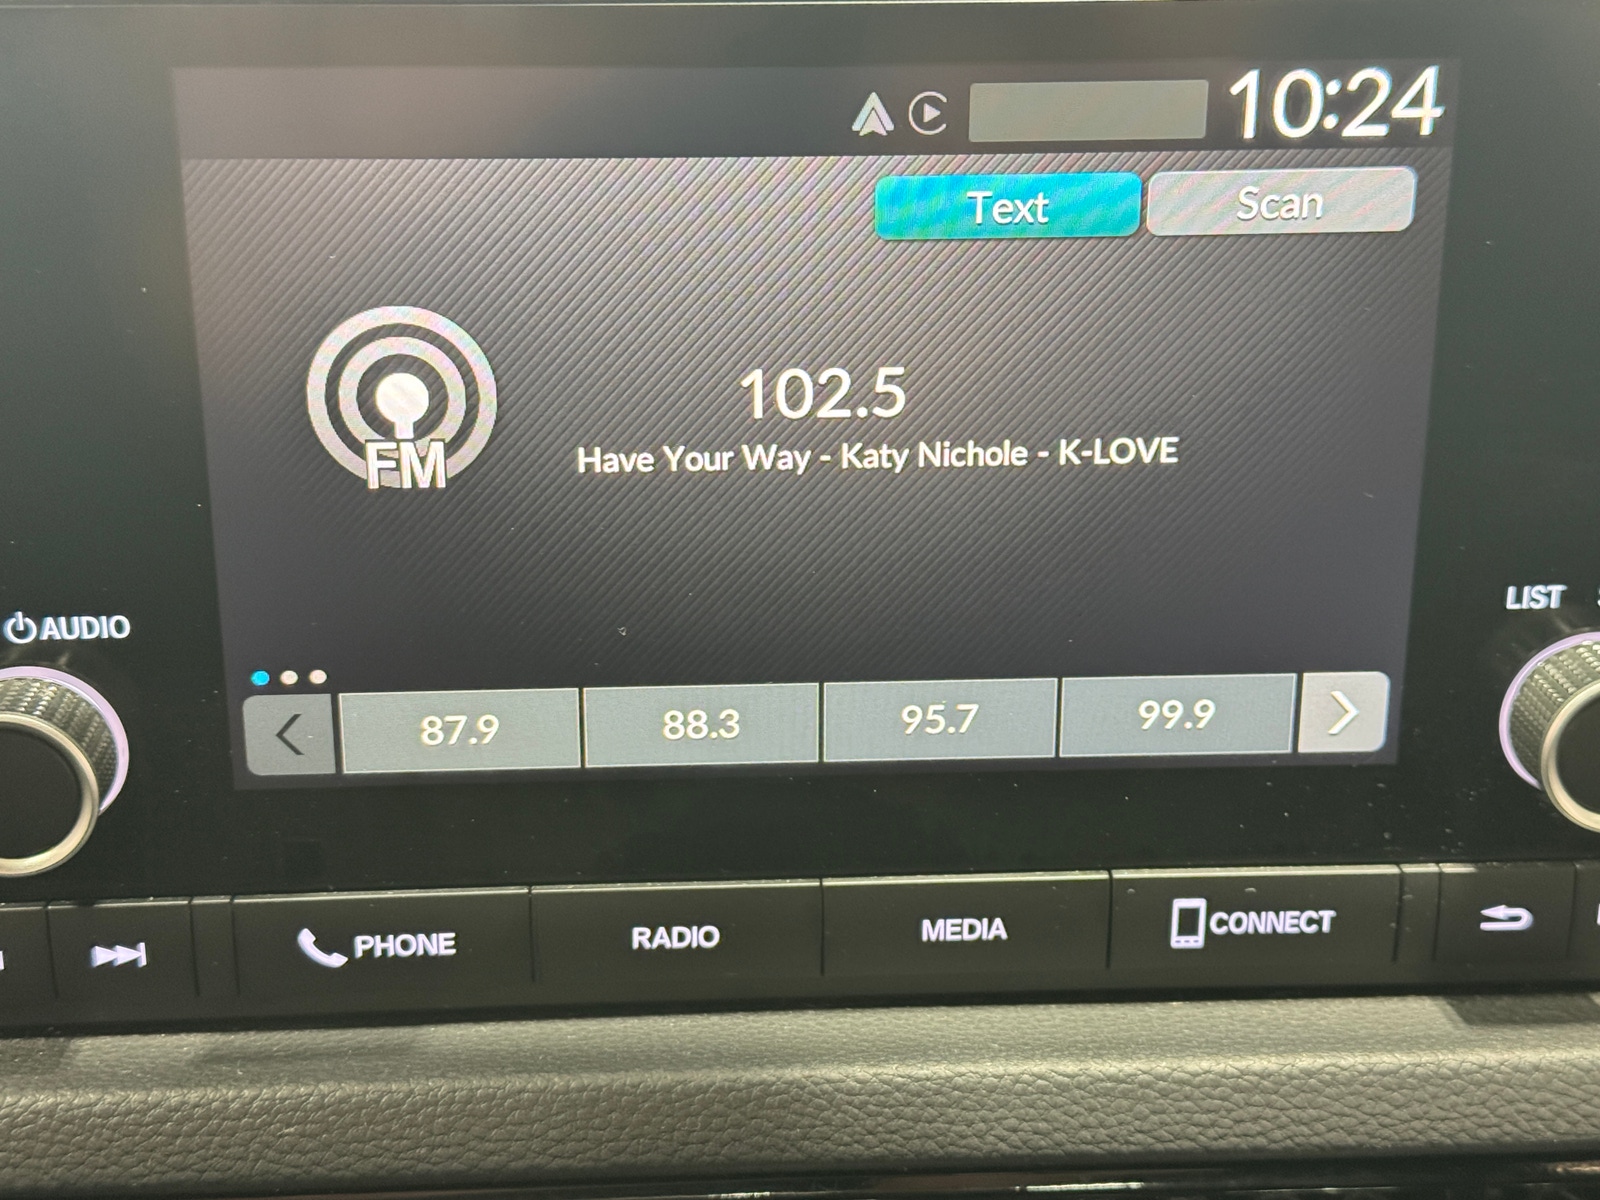 10:24
Text Scan
FM
102.5
Have Your Way - Katy Nichole - K-LOVE
AUDIO
LIST
87.9 88.3 95.7 99.9
PHONE RADIO MEDIA CONNECT